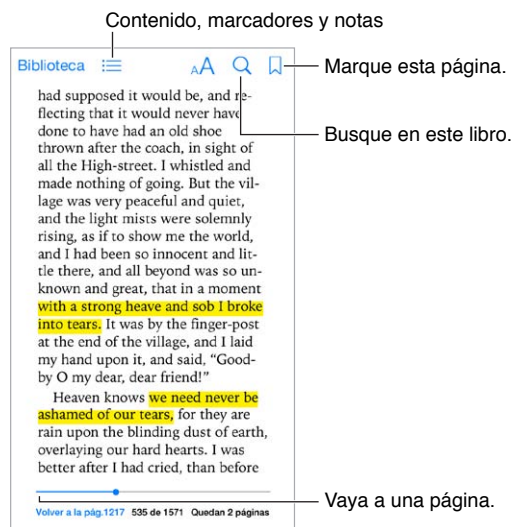 Contenido, marcadores y notas
Biblioteca AA
Marque esta página.
had supposed it would be, and re-
flecting that it would never have
done to have had an old shoe
Busque en este libro.
thrown after the coach, in sight of
all the High-street. I whistled and
made nothing of going. But the vil-
lage was very peaceful and quiet,
and the light mists were solemnly
rising, as if to show me the world,
and I had been so innocent and lit-
tle there, and all beyond was so un-
known and great, that in a moment
with a strong heave and sob I broke
into tears. It was by the finger-post
at the end of the village, and I laid
my hand upon it, and said, “Good-
by O my dear, dear friend!”
Heaven knows we need never be
ashamed of our tears, for they are
rain upon the blinding dust of earth,
overlaying our hard hearts. I was
better after I had cried, than before
Vaya a una página.
Volver a la pág.1217 535 de 1571 Quedan 2 páginas